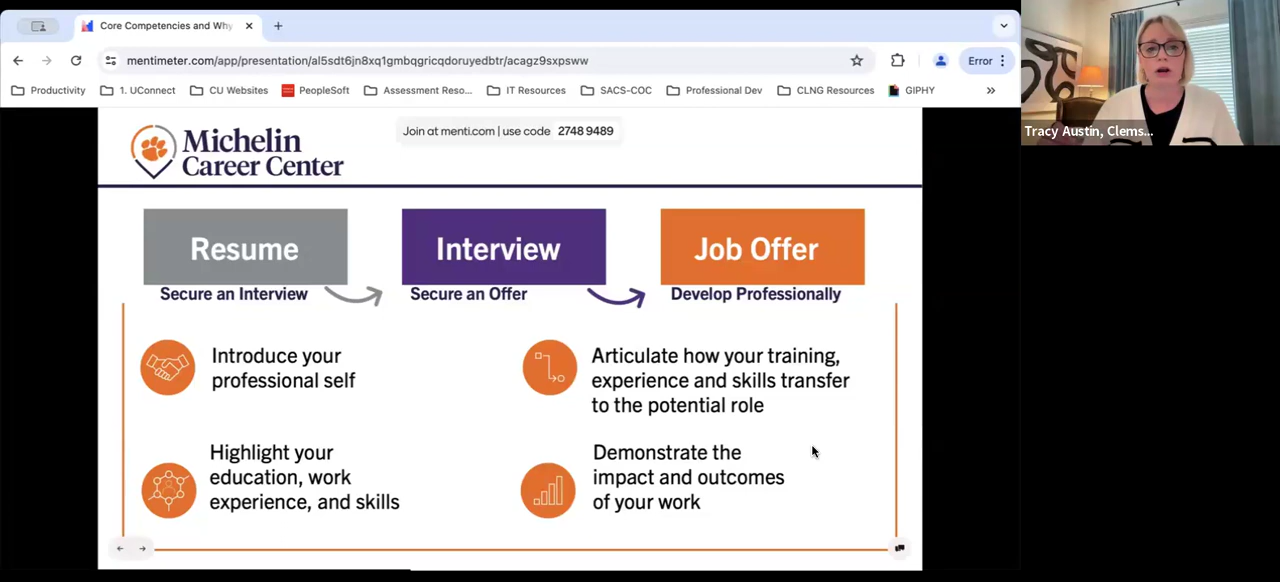 Core Competencies and Why
mentimeter.com/app/presentation/al5sdt6jn8xq1gmbqgricqdoruyedbtr/acagz9sxpsww
Error
Productivity
1. UConnect
CU Websites
PeopleSoft
Assessment Reso...
IT Resources
SACS-COC
Professional Dev
CLNG Resources
GIPHY
»
Tracy Austin, Clems...
Join at menti.com | use code 2748 9489
Michelin
Career Center
Resume
Interview
Job Offer
Secure an Interview
Secure an Offer
Develop Professionally
Introduce your
professional self
Articulate how your training,
experience and skills transfer
to the potential role
Highlight your
education, work
experience, and skills
Demonstrate the
impact and outcomes
of your work